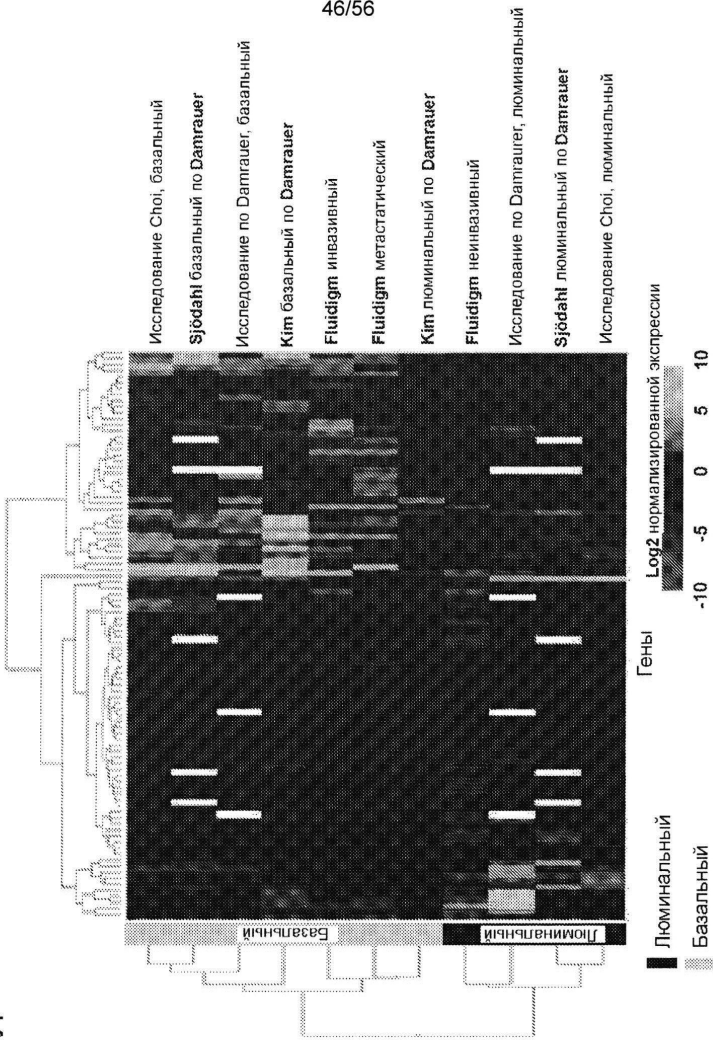 46/56
Исследование Choi, базальный
Sjödahl базальный по Damrauer
Исследование по Damrauer, базальный
Kim базальный по Damrauer
Fluidigm инвазивный
Fluidigm метастатический
Kim люминальный по Damrauer
Fluidigm неинвазивный
Исследование по Damrauer, люминальный
Sjödahl люминальный по Damrauer
Исследование Choi, люминальный
Базальный
Люминальный
Гены
Log2 нормализированной экспрессии
-10 -5 0 5 10
Люминальный
Базальный